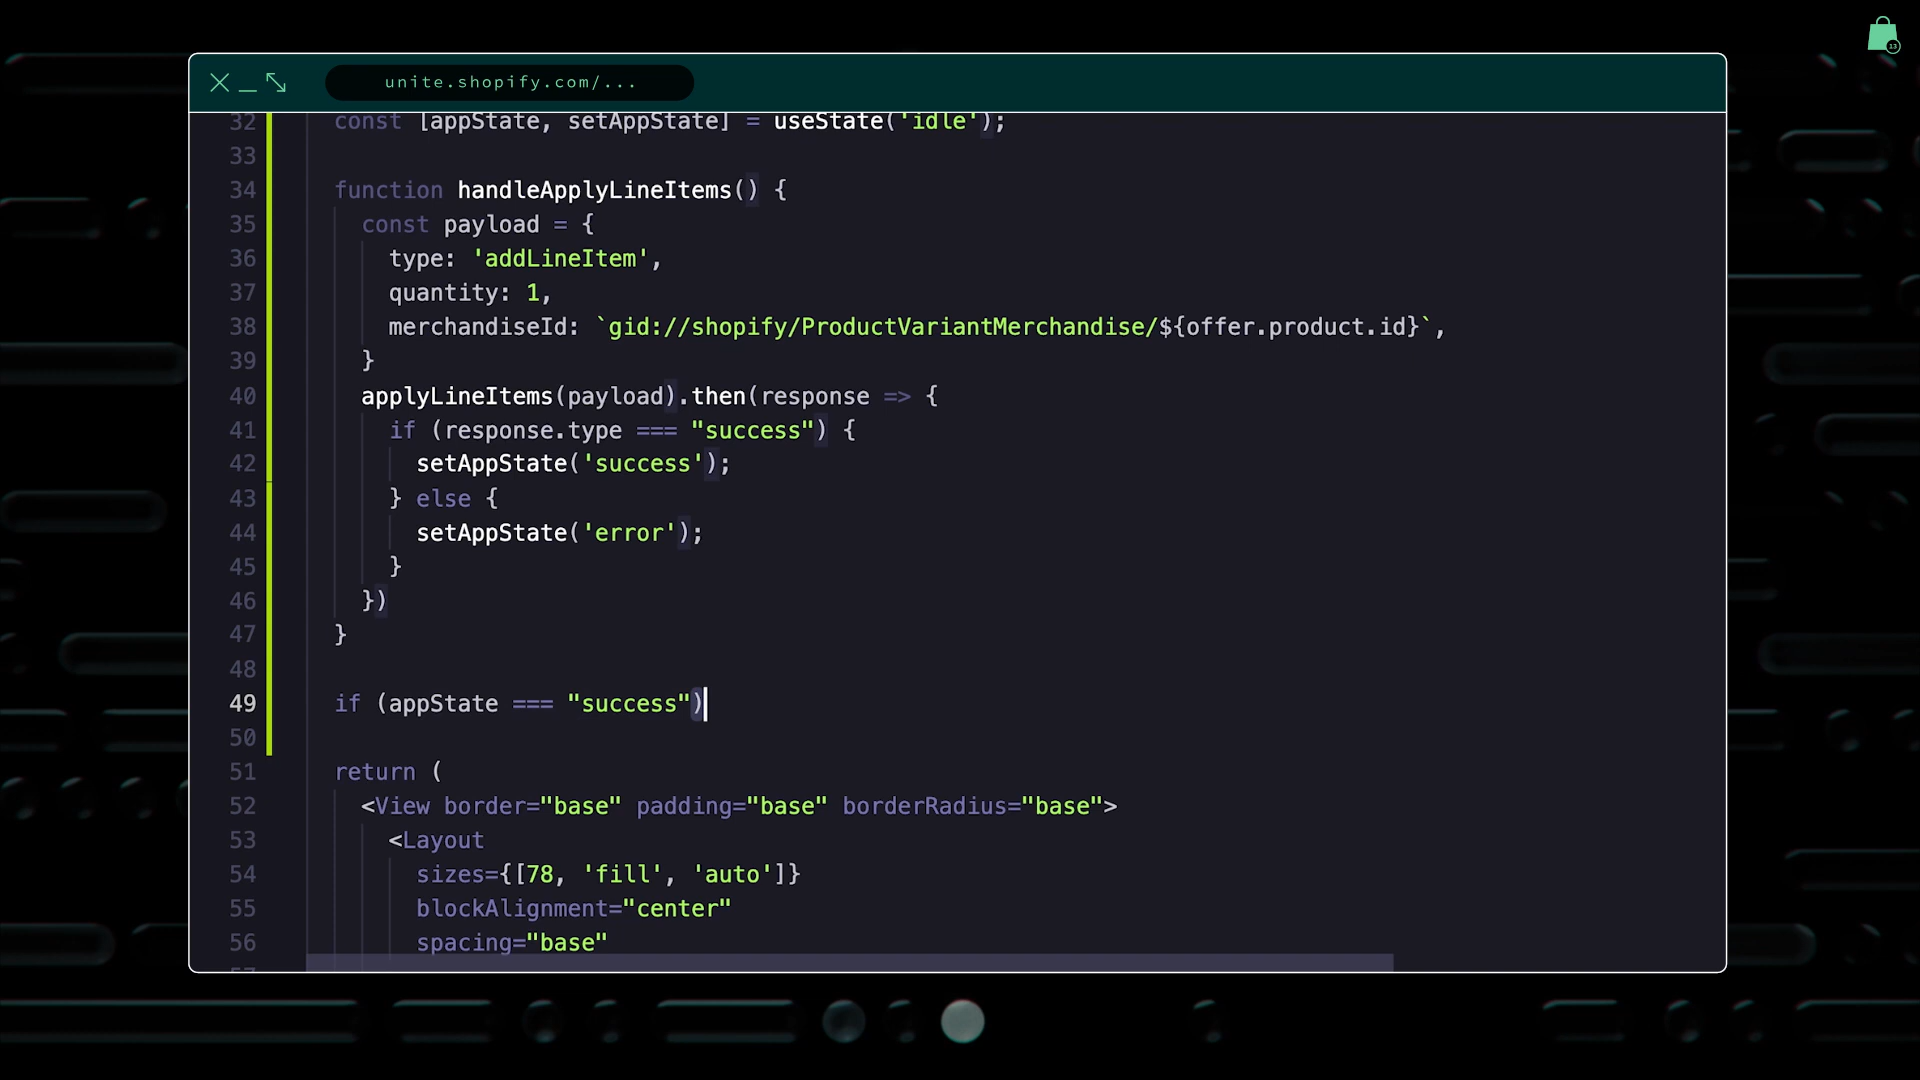 13
unite.shopify.com/...
32 const [appState, setAppState] = useState('idle');
33
34 function handleApplyLineItems() {
35 const payload = {
36 type: 'addLineItem',
37 quantity: 1,
38 merchandiseId: `gid://shopify/ProductVariantMerchandise/${offer.product.id}`,
39 }
40 applyLineItems(payload).then(response => {
41 if (response.type === "success") {
42 setAppState('success');
43 } else {
44 setAppState('error');
45 }
46 })
47 }
48
49 if (appState === "success")
50
51 return (
52 <View border="base" padding="base" borderRadius="base">
53 <Layout
54 sizes={[78, 'fill', 'auto']}
55 blockAlignment="center"
56 spacing="base"